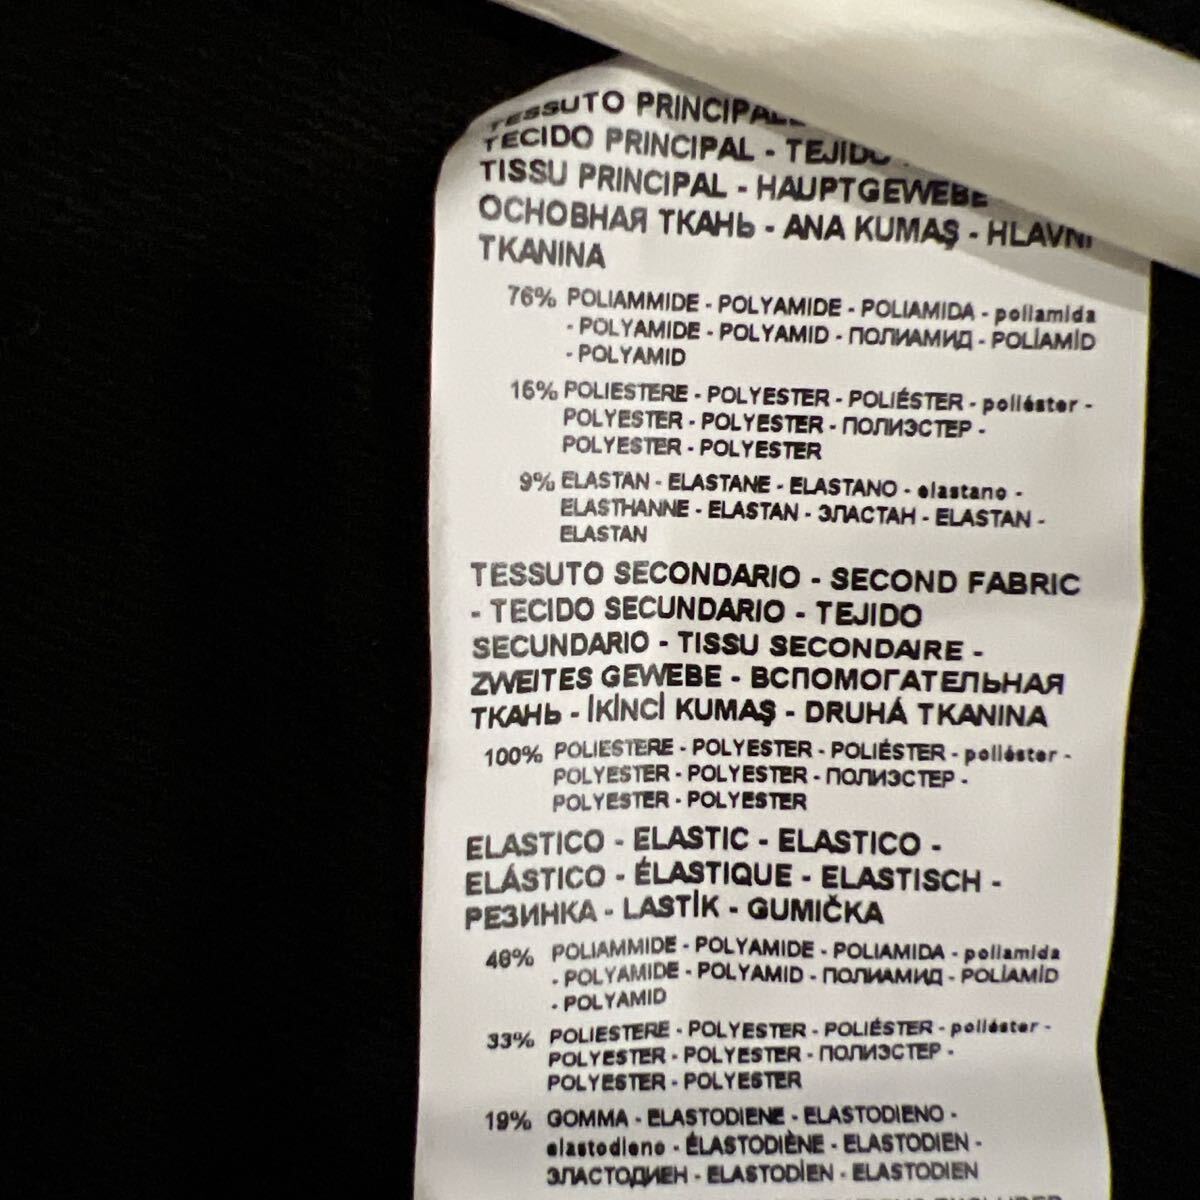 TESSUTO PRINCIPALE
TECIDO PRINCIPAL - TEJIDO
TISSU PRINCIPAL - HAUPTGEWEBE
ОСНОВНАЯ ТКАНЬ - ANA KUMAŞ - HLAVNÍ
TKANINA
76% POLIAMMIDE - POLYAMIDE - POLIAMIDA - poliamida
- POLYAMIDE - POLYAMID - ПОЛИАМИД - POLİAMİD
- POLYAMID
15% POLIESTERE - POLYESTER - POLIÉSTER - poliéster -
POLYESTER - POLYESTER - ПОЛИЭСТЕР -
POLYESTER - POLYESTER
9% ELASTAN - ELASTANE - ELASTANO - elastano -
ELASTHANNE - ELASTAN - ЭЛАСТАН - ELASTAN -
ELASTAN
TESSUTO SECONDARIO - SECOND FABRIC
- TECIDO SECUNDARIO - TEJIDO
SECUNDARIO - TISSU SECONDAIRE -
ZWEITES GEWEBE - ВСПОМОГАТЕЛЬНАЯ
ТКАНЬ - İKİNCİ KUMAŞ - DRUHÁ TKANINA
100% POLIESTERE - POLYESTER - POLIÉSTER - poliéster -
POLYESTER - POLYESTER - ПОЛИЭСТЕР -
POLYESTER - POLYESTER
ELASTICO - ELASTIC - ELASTICO -
ELÁSTICO - ÉLASTIQUE - ELASTISCH -
РЕЗИНКА - LASTİK - GUMIČKA
48% POLIAMMIDE - POLYAMIDE - POLIAMIDA - poliamida
- POLYAMIDE - POLYAMID - ПОЛИАМИД - POLİAMİD
- POLYAMID
33% POLIESTERE - POLYESTER - POLIÉSTER - poliéster -
POLYESTER - POLYESTER - ПОЛИЭСТЕР -
POLYESTER - POLYESTER
19% GOMMA - ELASTODIENE - ELASTODIENO -
elastodieno - ÉLASTODIÈNE - ELASTODIEN -
ЭЛАСТОДИЕН - ELASTODİEN - ELASTODIEN